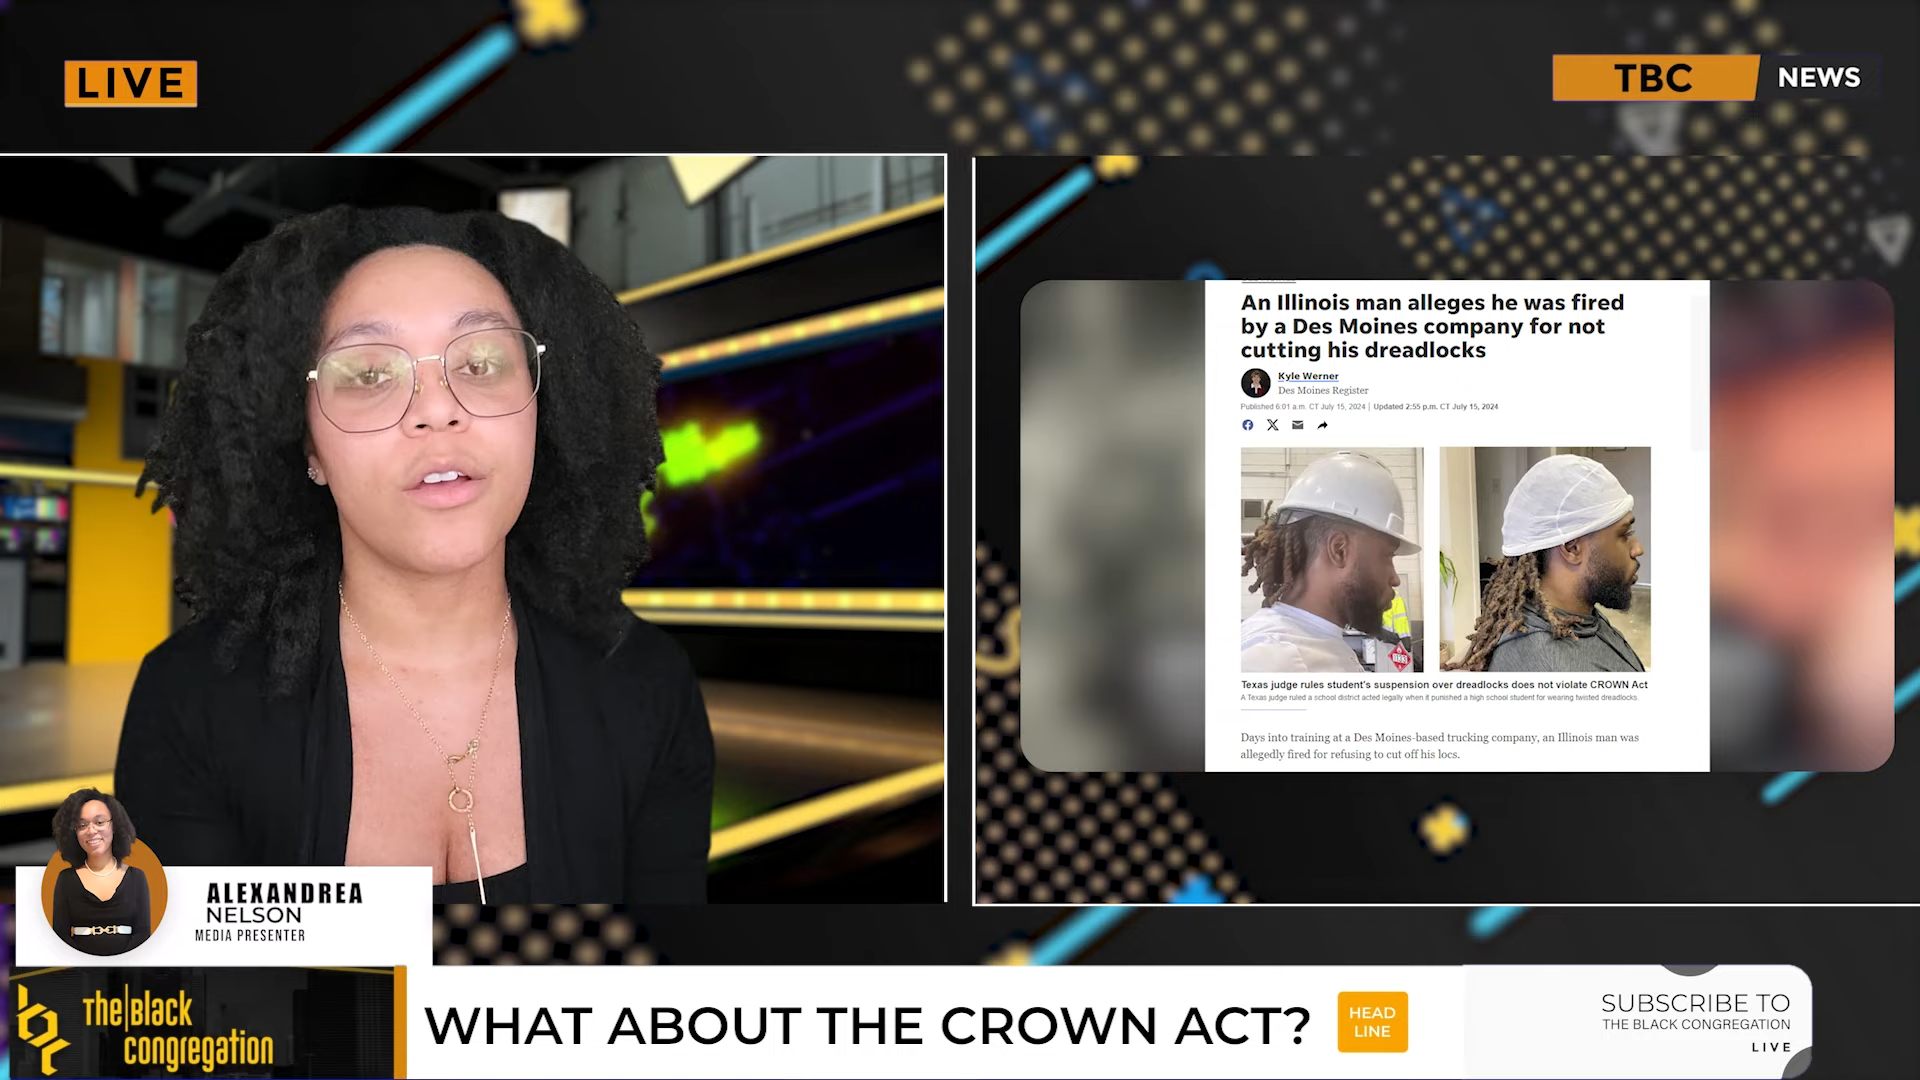 LIVE
TBC NEWS
An Illinois man alleges he was fired
by a Des Moines company for not
cutting his dreadlocks
Kyle Werner
Des Moines Register
Published 6:01 a.m. CT July 15, 2024 | Updated 2:55 p.m. CT July 15, 2024
Texas judge rules student's suspension over dreadlocks does not violate CROWN Act
A Texas judge ruled a school district acted legally when it punished a high school student for wearing twisted dreadlocks.
Days into training at a Des Moines-based trucking company, an Illinois man was
allegedly fired for refusing to cut off his locs.
ALEXANDREA
NELSON
MEDIA PRESENTER
The|Black
congregation
WHAT ABOUT THE CROWN ACT?
HEAD
LINE
SUBSCRIBE TO
THE BLACK CONGREGATION
LIVE